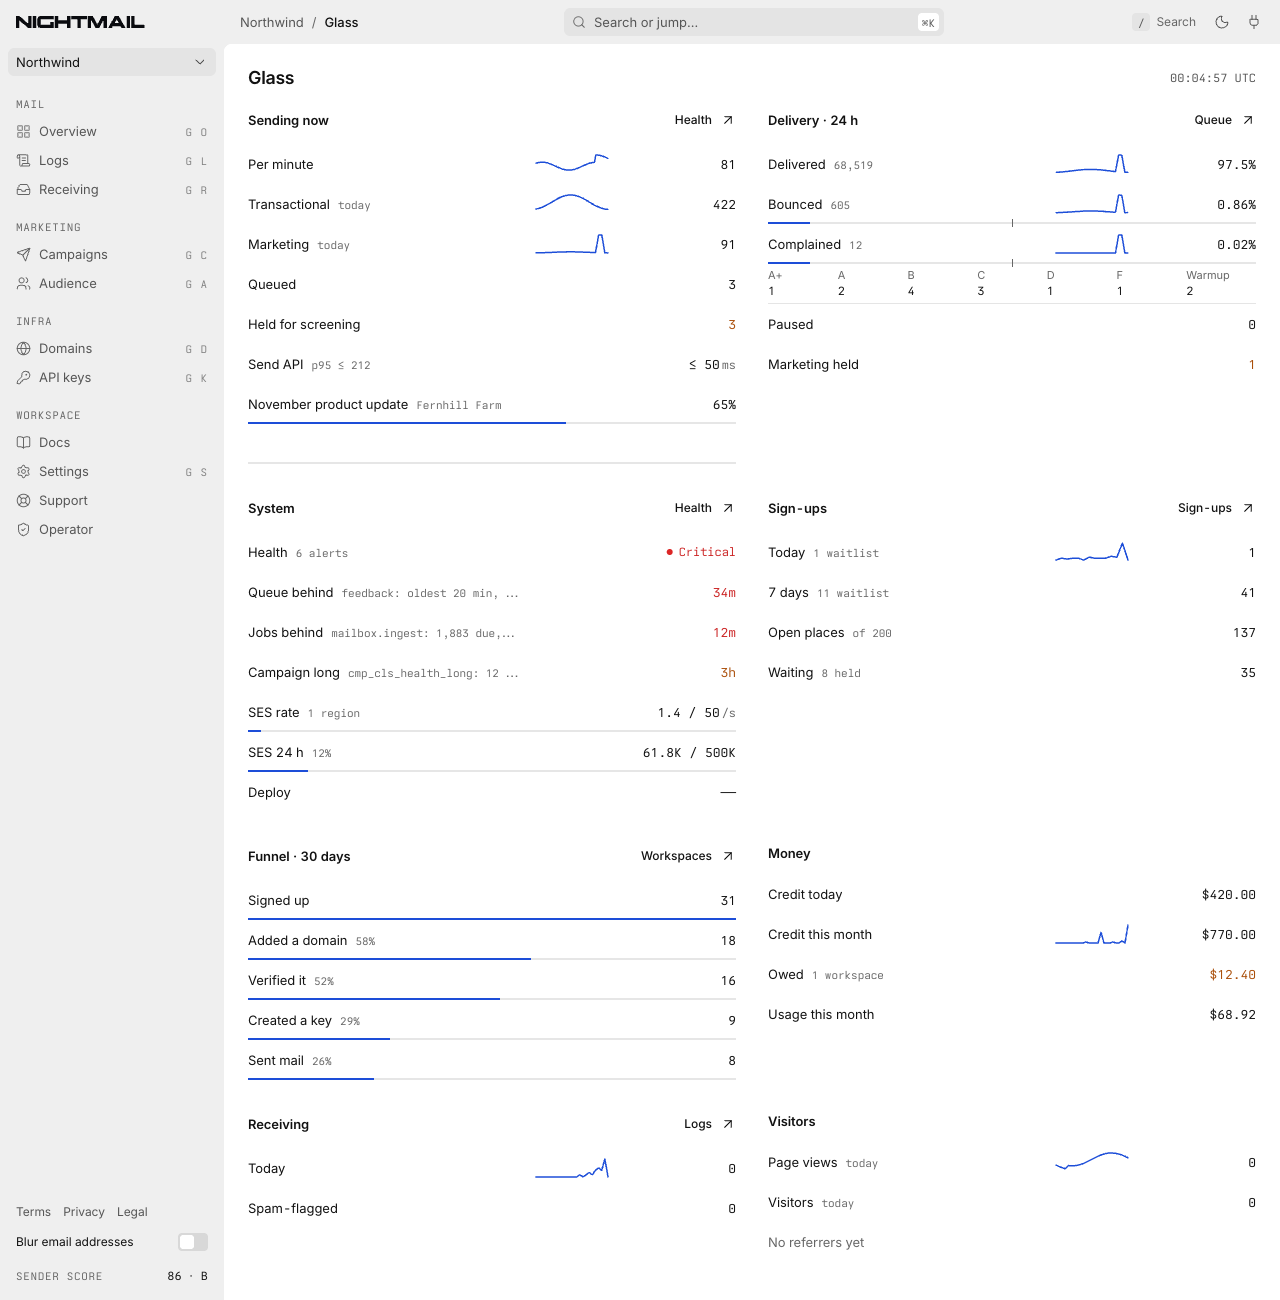 NIGHTMAIL
Northwind / Glass
Search or jump... ⌘K
/ Search
Northwind
MAIL
Overview G O
Logs G L
Receiving G R
MARKETING
Campaigns G C
Audience G A
INFRA
Domains G D
API keys G K
WORKSPACE
Docs
Settings G S
Support
Operator
Terms Privacy Legal
Blur email addresses
SENDER SCORE 86 · B
Glass 00:04:57 UTC
Sending now Health
Per minute 81
Transactional today 422
Marketing today 91
Queued 3
Held for screening 3
Send API p95 ≤ 212 ≤ 50 ms
November product update Fernhill Farm 65%
Delivery · 24 h Queue
Delivered 68,519 97.5%
Bounced 605 0.86%
Complained 12 0.02%
A+ A B C D F Warmup
1 2 4 3 1 1 2
Paused 0
Marketing held 1
System Health
Health 6 alerts Critical
Queue behind feedback: oldest 20 min, ... 34m
Jobs behind mailbox.ingest: 1,883 due,... 12m
Campaign long cmp_cls_health_long: 12 ... 3h
SES rate 1 region 1.4 / 50 /s
SES 24 h 12% 61.8K / 500K
Deploy —
Sign-ups Sign-ups
Today 1 waitlist 1
7 days 11 waitlist 41
Open places of 200 137
Waiting 8 held 35
Funnel · 30 days Workspaces
Signed up 31
Added a domain 58% 18
Verified it 52% 16
Created a key 29% 9
Sent mail 26% 8
Money
Credit today $420.00
Credit this month $770.00
Owed 1 workspace $12.40
Usage this month $68.92
Receiving Logs
Today 0
Spam-flagged 0
Visitors
Page views today 0
Visitors today 0
No referrers yet